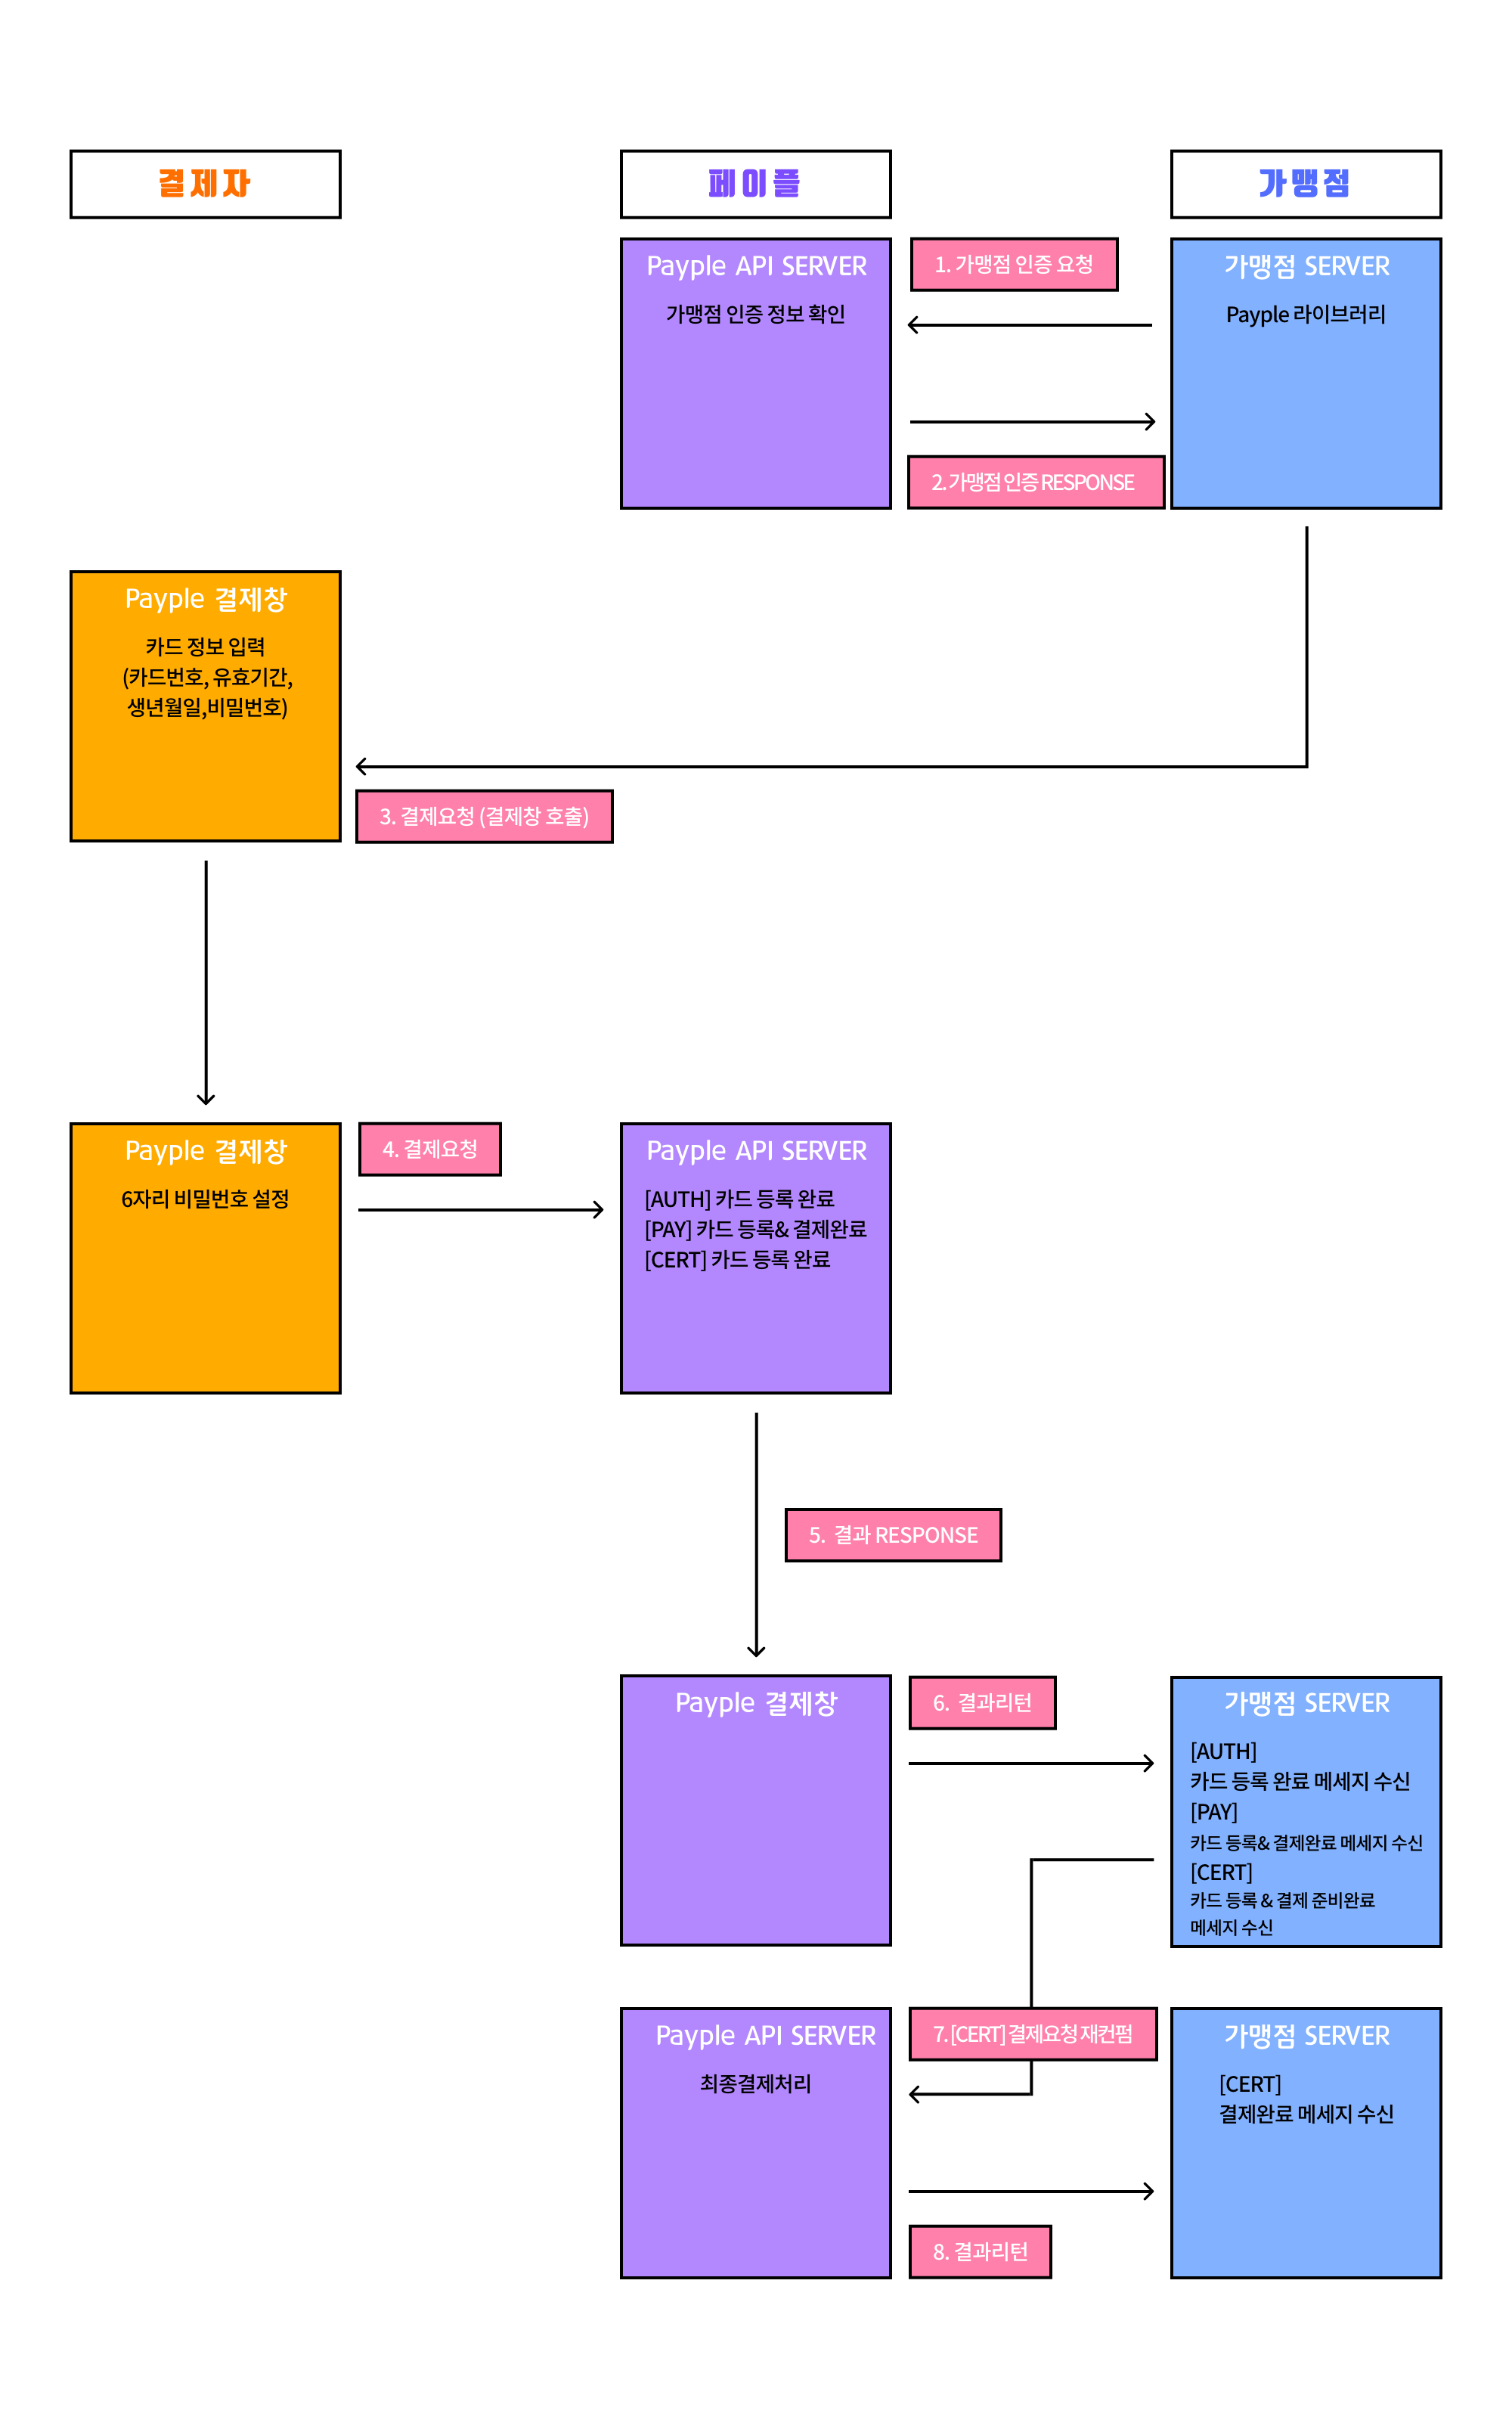 결제자
페이플
가맹점
Payple API SERVER
가맹점 인증 정보 확인
1. 가맹점 인증 요청
가맹점 SERVER
Payple 라이브러리
2. 가맹점 인증 RESPONSE
Payple 결제창
카드 정보 입력
(카드번호, 유효기간,
생년월일,비밀번호)
3. 결제요청 (결제창 호출)
Payple 결제창
6자리 비밀번호 설정
4. 결제요청
Payple API SERVER
[AUTH] 카드 등록 완료
[PAY] 카드 등록& 결제완료
[CERT] 카드 등록 완료
5. 결과 RESPONSE
Payple 결제창
6. 결과리턴
가맹점 SERVER
[AUTH]
카드 등록 완료 메세지 수신
[PAY]
카드 등록& 결제완료 메세지 수신
[CERT]
카드 등록 & 결제 준비완료
메세지 수신
Payple API SERVER
최종결제처리
7. [CERT] 결제요청 재컨펌
가맹점 SERVER
[CERT]
결제완료 메세지 수신
8. 결과리턴